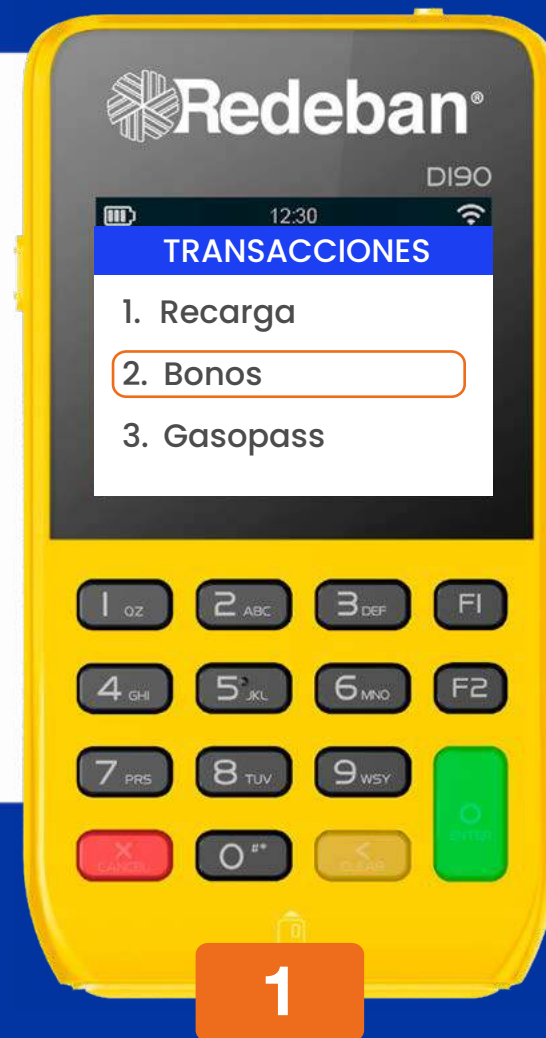 Redeban®
DI90
12:30
TRANSACCIONES
1. Recarga
2. Bonos
3. Gasopass
1 QZ 2 ABC 3 DEF F1
4 GHI 5 JKL 6 MNO F2
7 PRS 8 TUV 9 WSY
X CANCEL 0 #* < CLEAR O ENTER
1